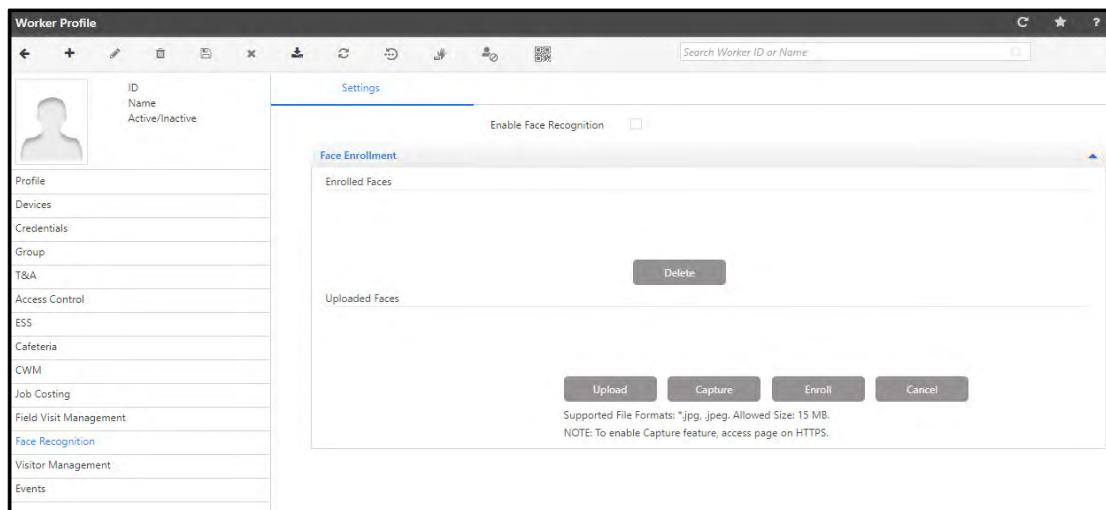 Worker Profile
?
Search Worker ID or Name
ID
Name
Active/Inactive
Profile
Devices
Credentials
Group
T&A
Access Control
ESS
Cafeteria
CWM
Job Costing
Field Visit Management
Face Recognition
Visitor Management
Events
Settings
Enable Face Recognition
Face Enrollment
Enrolled Faces
Delete
Uploaded Faces
Upload Capture Enroll Cancel
Supported File Formats: *.jpg, .jpeg. Allowed Size: 15 MB.
NOTE: To enable Capture feature, access page on HTTPS.